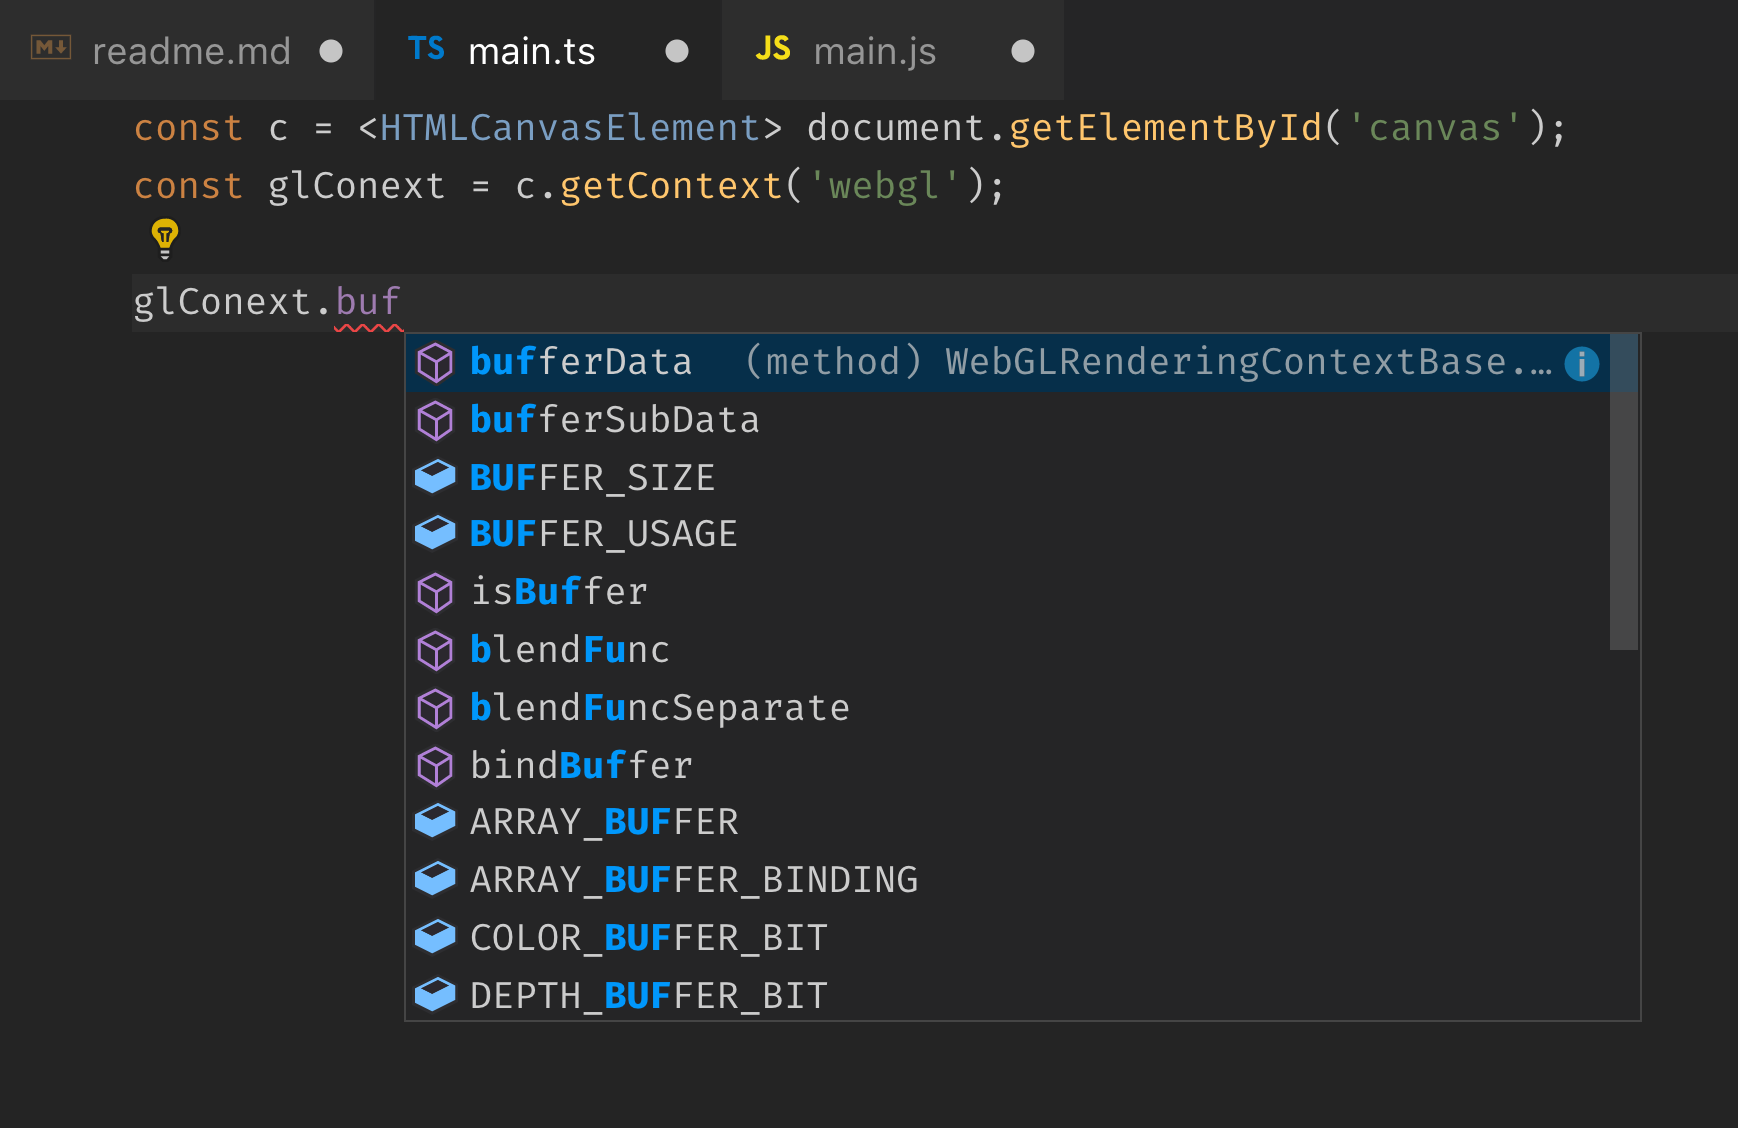 M↓ readme.md ● TS main.ts ● JS main.js ●
const c = <HTMLCanvasElement> document.getElementById('canvas');
const glConext = c.getContext('webgl');
glConext.buf
bufferData (method) WebGLRenderingContextBase.… i
bufferSubData
BUFFER_SIZE
BUFFER_USAGE
isBuffer
blendFunc
blendFuncSeparate
bindBuffer
ARRAY_BUFFER
ARRAY_BUFFER_BINDING
COLOR_BUFFER_BIT
DEPTH_BUFFER_BIT